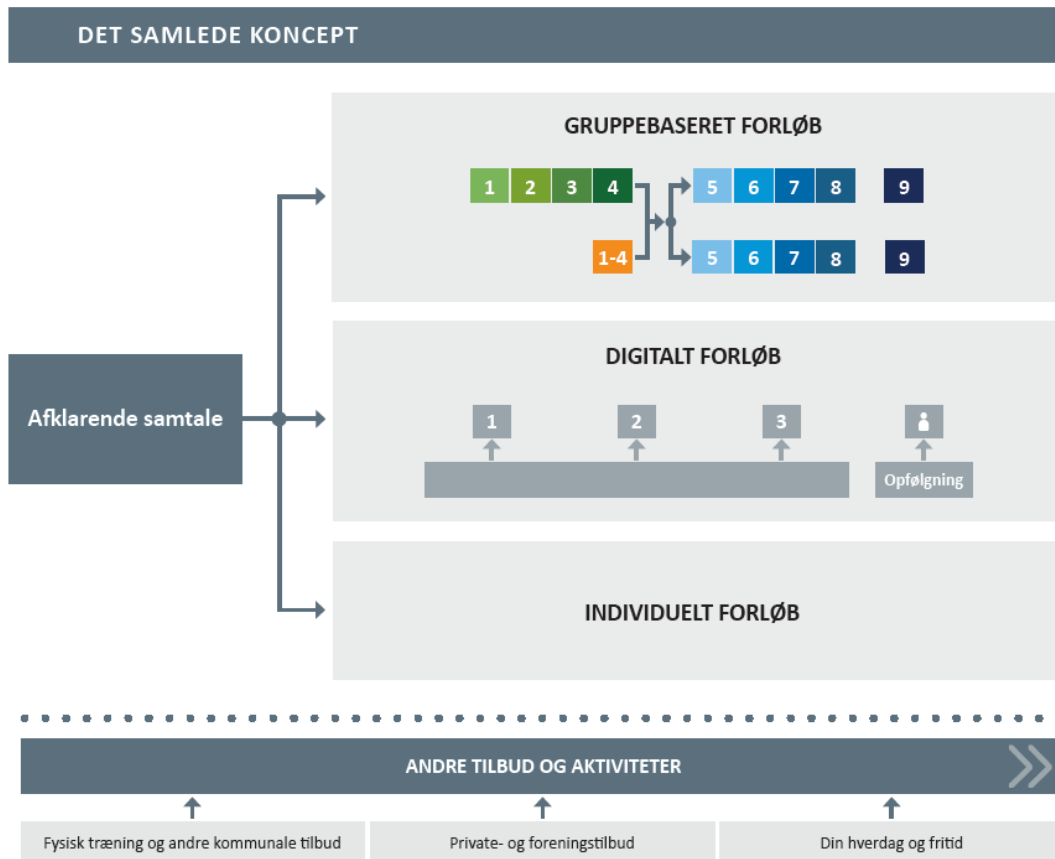 DET SAMLEDE KONCEPT
GRUPPEBASERET FORLØB
1 2 3 4 5 6 7 8 9
1-4 5 6 7 8 9
Afklarende samtale
DIGITALT FORLØB
1 2 3
Opfølgning
INDIVIDUELT FORLØB
ANDRE TILBUD OG AKTIVITETER
Fysisk træning og andre kommunale tilbud Private- og foreningstilbud Din hverdag og fritid